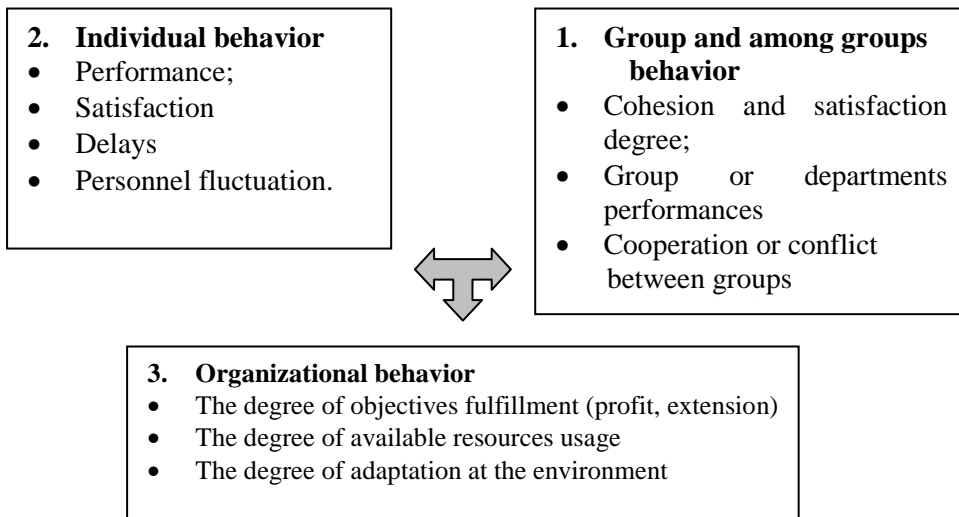 2. Individual behavior
• Performance;
• Satisfaction
• Delays
• Personnel fluctuation.
1. Group and among groups
behavior
• Cohesion and satisfaction
degree;
• Group or departments
performances
• Cooperation or conflict
between groups
3. Organizational behavior
• The degree of objectives fulfillment (profit, extension)
• The degree of available resources usage
• The degree of adaptation at the environment